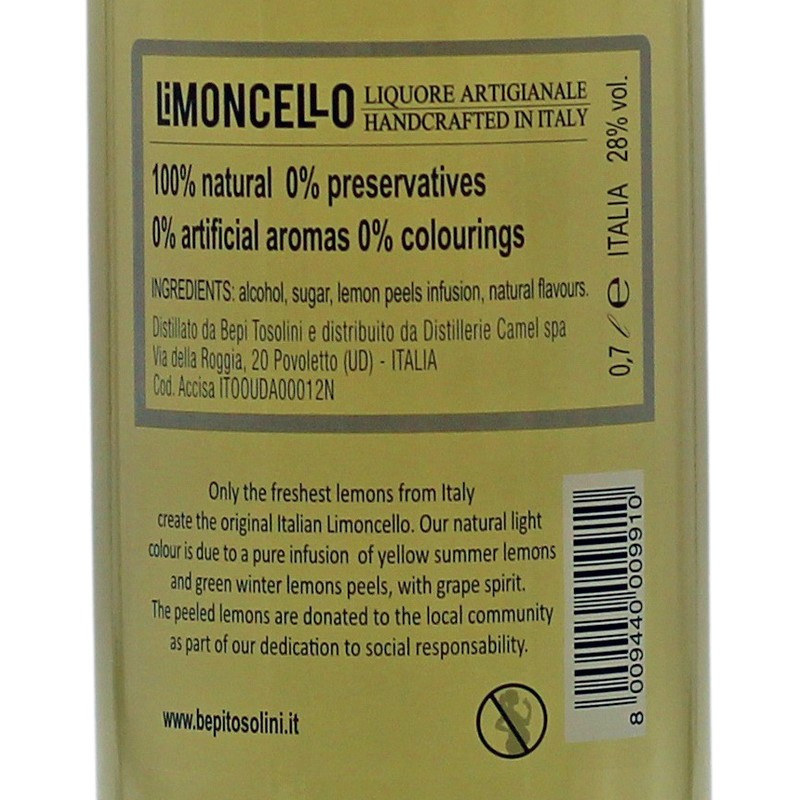 LiMONCELLO
LIQUORE ARTIGIANALE
HANDCRAFTED IN ITALY
100% natural 0% preservatives
0% artificial aromas 0% colourings
INGREDIENTS: alcohol, sugar, lemon peels infusion, natural flavours.
Distillato da Bepi Tosolini e distribuito da Distillerie Camel spa
Via della Roggia, 20 Povoletto (UD) - ITALIA
Cod. Accisa IT00UDA00012N
0,7 ℓ e ITALIA 28% vol.
Only the freshest lemons from Italy
create the original Italian Limoncello. Our natural light
colour is due to a pure infusion of yellow summer lemons
and green winter lemons peels, with grape spirit.
The peeled lemons are donated to the local community
as part of our dedication to social responsability.
www.bepitosolini.it
8 009440 009910